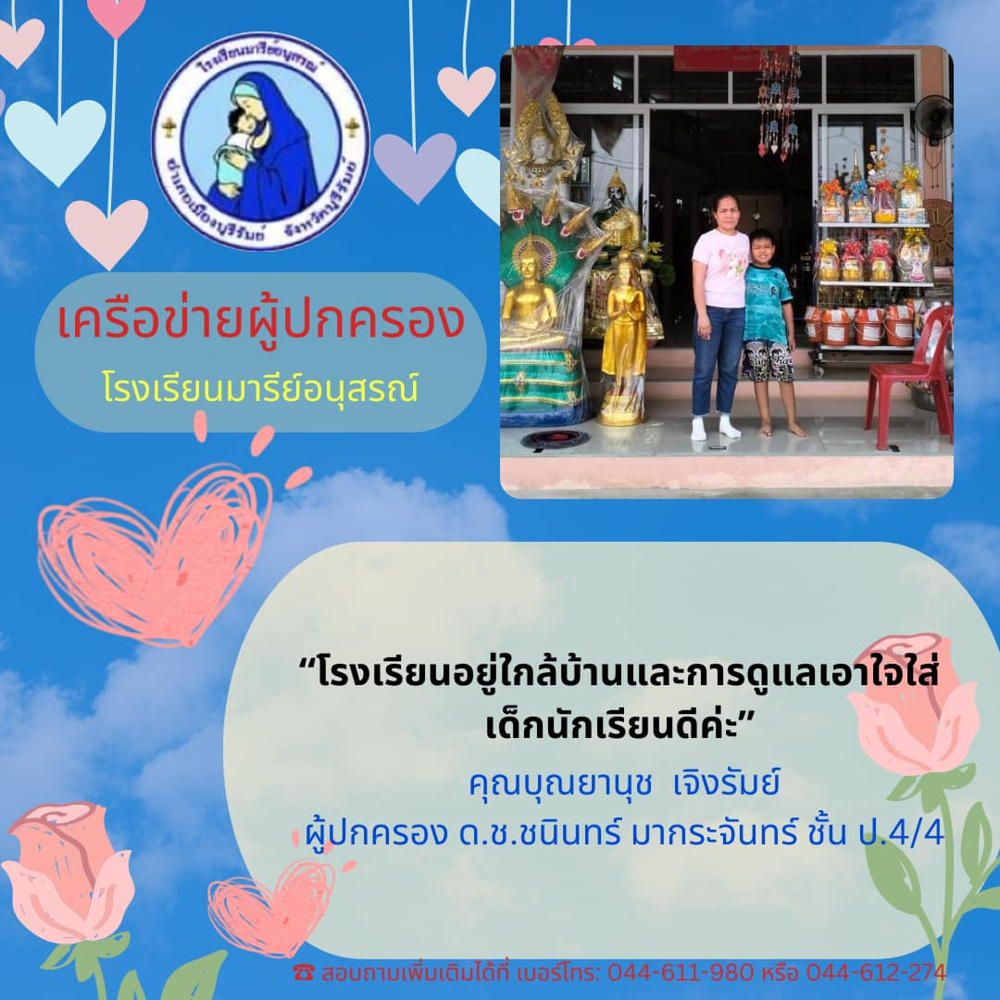 โรงเรียนมารีย์อนุสรณ์
อำเภอเมืองบุรีรัมย์ จังหวัดบุรีรัมย์
เครือข่ายผู้ปกครอง
โรงเรียนมารีย์อนุสรณ์
“โรงเรียนอยู่ใกล้บ้านและการดูแลเอาใจใส่
เด็กนักเรียนดีค่ะ”
คุณบุณยานุช เจิงรัมย์
ผู้ปกครอง ด.ช.ชนินทร์ มากระจันทร์ ชั้น ป.4/4
☎ สอบถามเพิ่มเติมได้ที่ เบอร์โทร: 044-611-980 หรือ 044-612-274